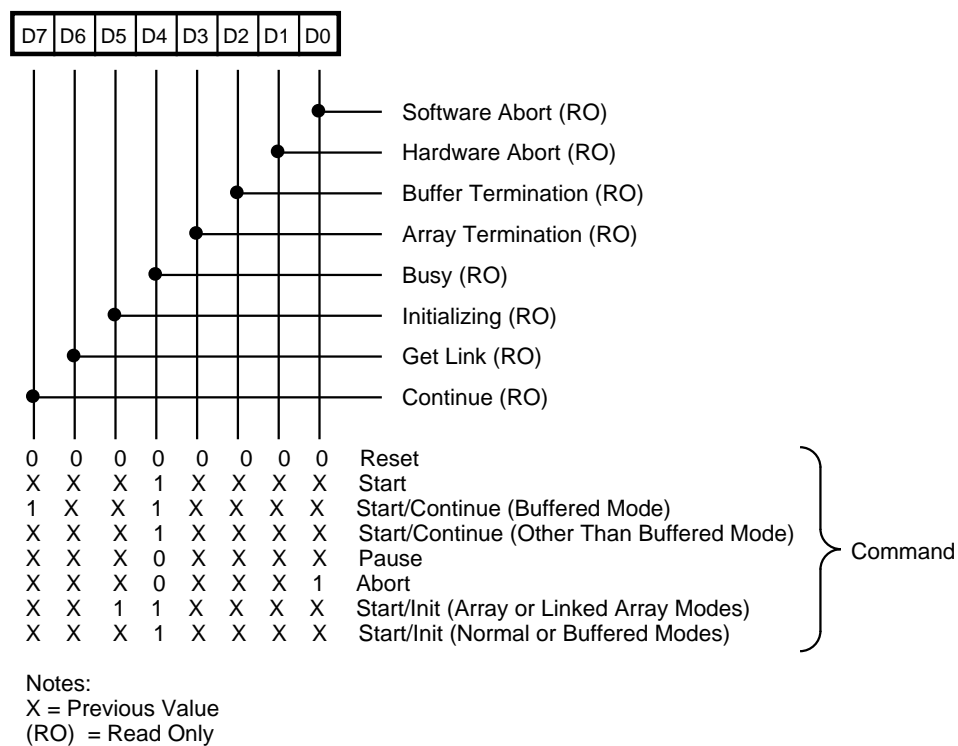 D7 D6 D5 D4 D3 D2 D1 D0
Software Abort (RO)
Hardware Abort (RO)
Buffer Termination (RO)
Array Termination (RO)
Busy (RO)
Initializing (RO)
Get Link (RO)
Continue (RO)
0 0 0 0 0 0 0 0 Reset
X X X 1 X X X X Start
1 X X 1 X X X X Start/Continue (Buffered Mode)
X X X 1 X X X X Start/Continue (Other Than Buffered Mode)
X X X 0 X X X X Pause
X X X 0 X X X 1 Abort
X X 1 1 X X X X Start/Init (Array or Linked Array Modes)
X X X 1 X X X X Start/Init (Normal or Buffered Modes)
Command
Notes:
X = Previous Value
(RO) = Read Only